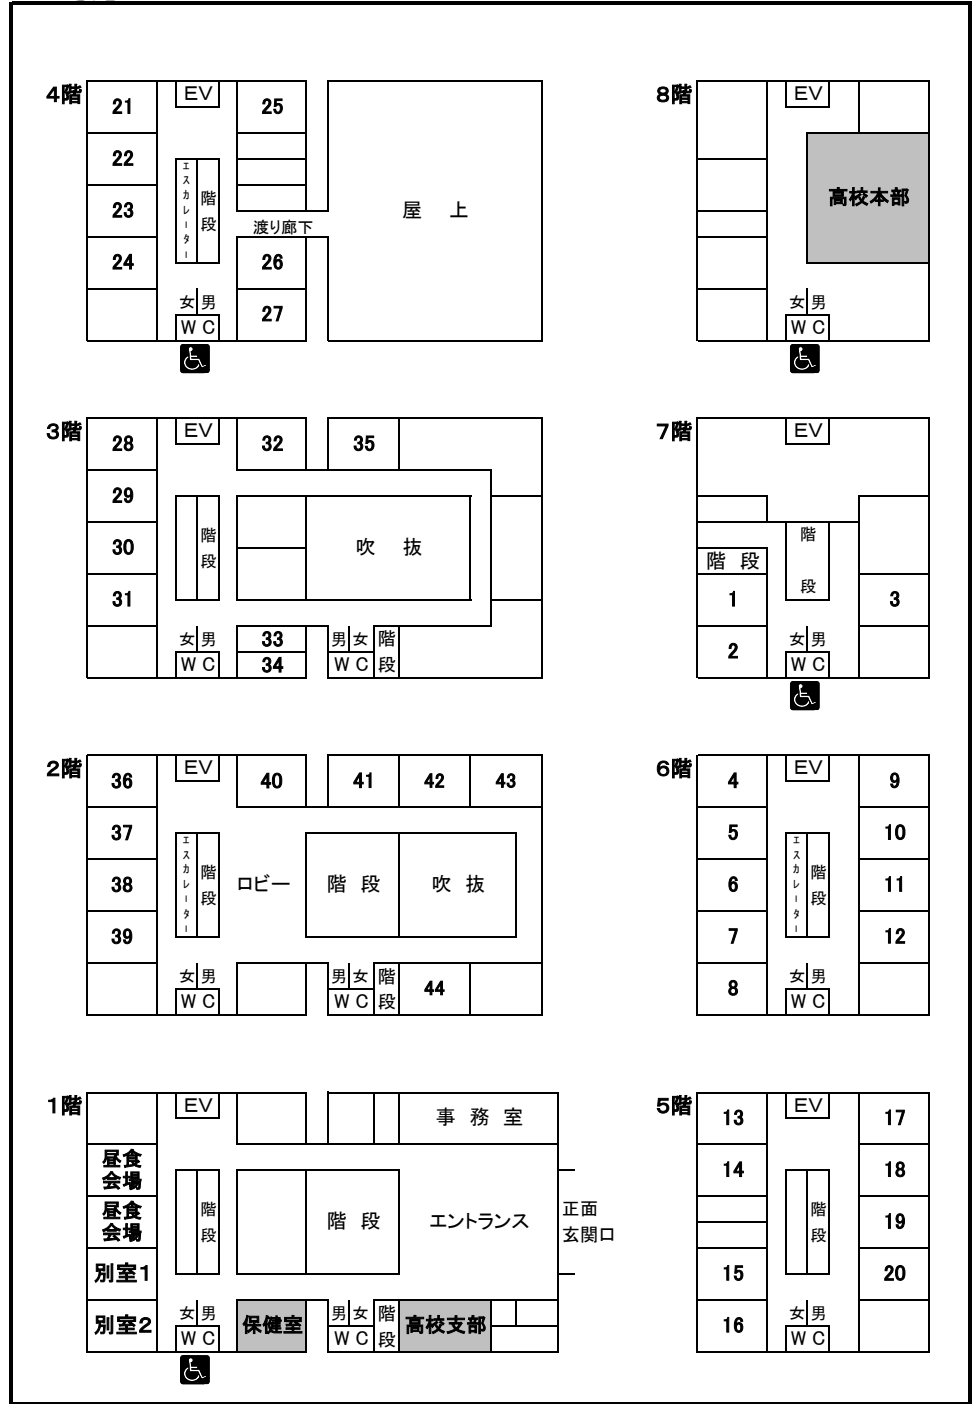 4階
EV
21
25
22
23
24
エスカレーター
階段
渡り廊下
屋 上
26
27
女 男
WC
8階
EV
高校本部
女 男
WC
3階
EV
28
32
35
29
30
31
階段
吹 抜
女 男
WC
33
34
男 女
WC
階段
7階
EV
階 段
階段
1
3
2
女 男
WC
2階
EV
36
40
41
42
43
37
38
39
エスカレーター
階段
ロビー
階 段
吹 抜
女 男
WC
男 女
WC
階段
44
6階
EV
4
9
5
10
6
11
7
12
8
エスカレーター
階段
女 男
WC
1階
EV
事 務 室
昼食
会場
昼食
会場
階段
階 段
エントランス
正面
玄関口
別室1
別室2
女 男
WC
保健室
男 女
WC
階段
高校支部
5階
EV
13
17
14
18
19
階段
15
20
16
女 男
WC